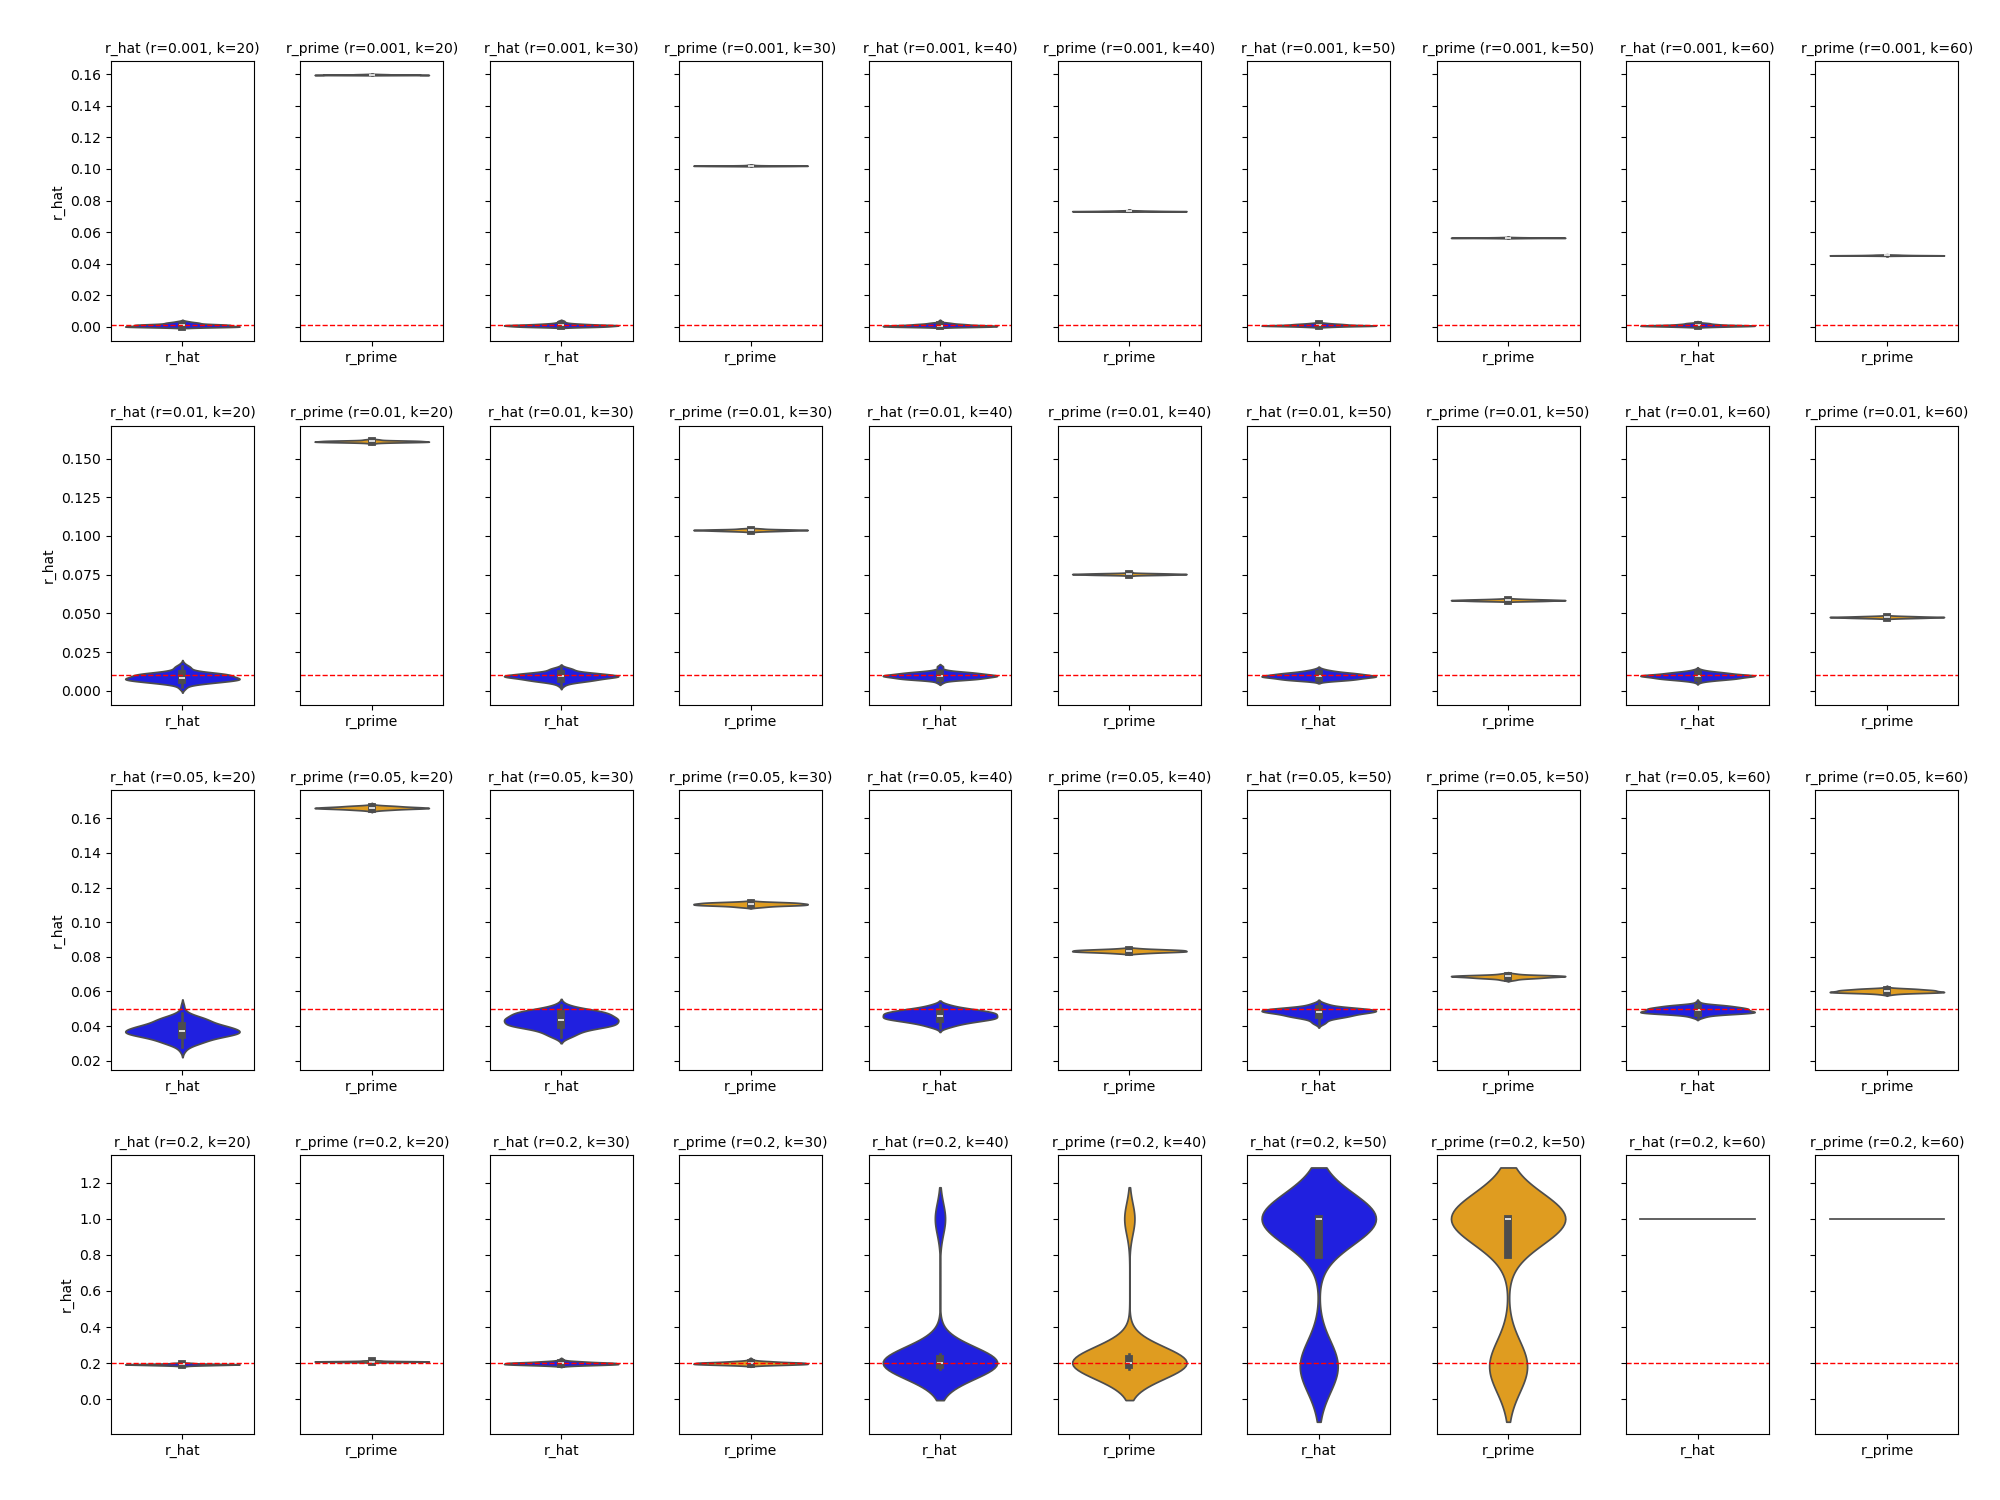 r_hat (r=0.001, k=20) r_prime (r=0.001, k=20) r_hat (r=0.001, k=30) r_prime (r=0.001, k=30) r_hat (r=0.001, k=40) r_prime (r=0.001, k=40) r_hat (r=0.001, k=50) r_prime (r=0.001, k=50) r_hat (r=0.001, k=60) r_prime (r=0.001, k=60)
0.16
0.14
0.12
0.10
0.08
0.06
0.04
0.02
0.00
r_hat
r_hat r_prime r_hat r_prime r_hat r_prime r_hat r_prime r_hat r_prime
r_hat (r=0.01, k=20) r_prime (r=0.01, k=20) r_hat (r=0.01, k=30) r_prime (r=0.01, k=30) r_hat (r=0.01, k=40) r_prime (r=0.01, k=40) r_hat (r=0.01, k=50) r_prime (r=0.01, k=50) r_hat (r=0.01, k=60) r_prime (r=0.01, k=60)
0.150
0.125
0.100
0.075
0.050
0.025
0.000
r_hat
r_hat r_prime r_hat r_prime r_hat r_prime r_hat r_prime r_hat r_prime
r_hat (r=0.05, k=20) r_prime (r=0.05, k=20) r_hat (r=0.05, k=30) r_prime (r=0.05, k=30) r_hat (r=0.05, k=40) r_prime (r=0.05, k=40) r_hat (r=0.05, k=50) r_prime (r=0.05, k=50) r_hat (r=0.05, k=60) r_prime (r=0.05, k=60)
0.16
0.14
0.12
0.10
0.08
0.06
0.04
0.02
r_hat
r_hat r_prime r_hat r_prime r_hat r_prime r_hat r_prime r_hat r_prime
r_hat (r=0.2, k=20) r_prime (r=0.2, k=20) r_hat (r=0.2, k=30) r_prime (r=0.2, k=30) r_hat (r=0.2, k=40) r_prime (r=0.2, k=40) r_hat (r=0.2, k=50) r_prime (r=0.2, k=50) r_hat (r=0.2, k=60) r_prime (r=0.2, k=60)
1.2
1.0
0.8
0.6
0.4
0.2
0.0
r_hat
r_hat r_prime r_hat r_prime r_hat r_prime r_hat r_prime r_hat r_prime